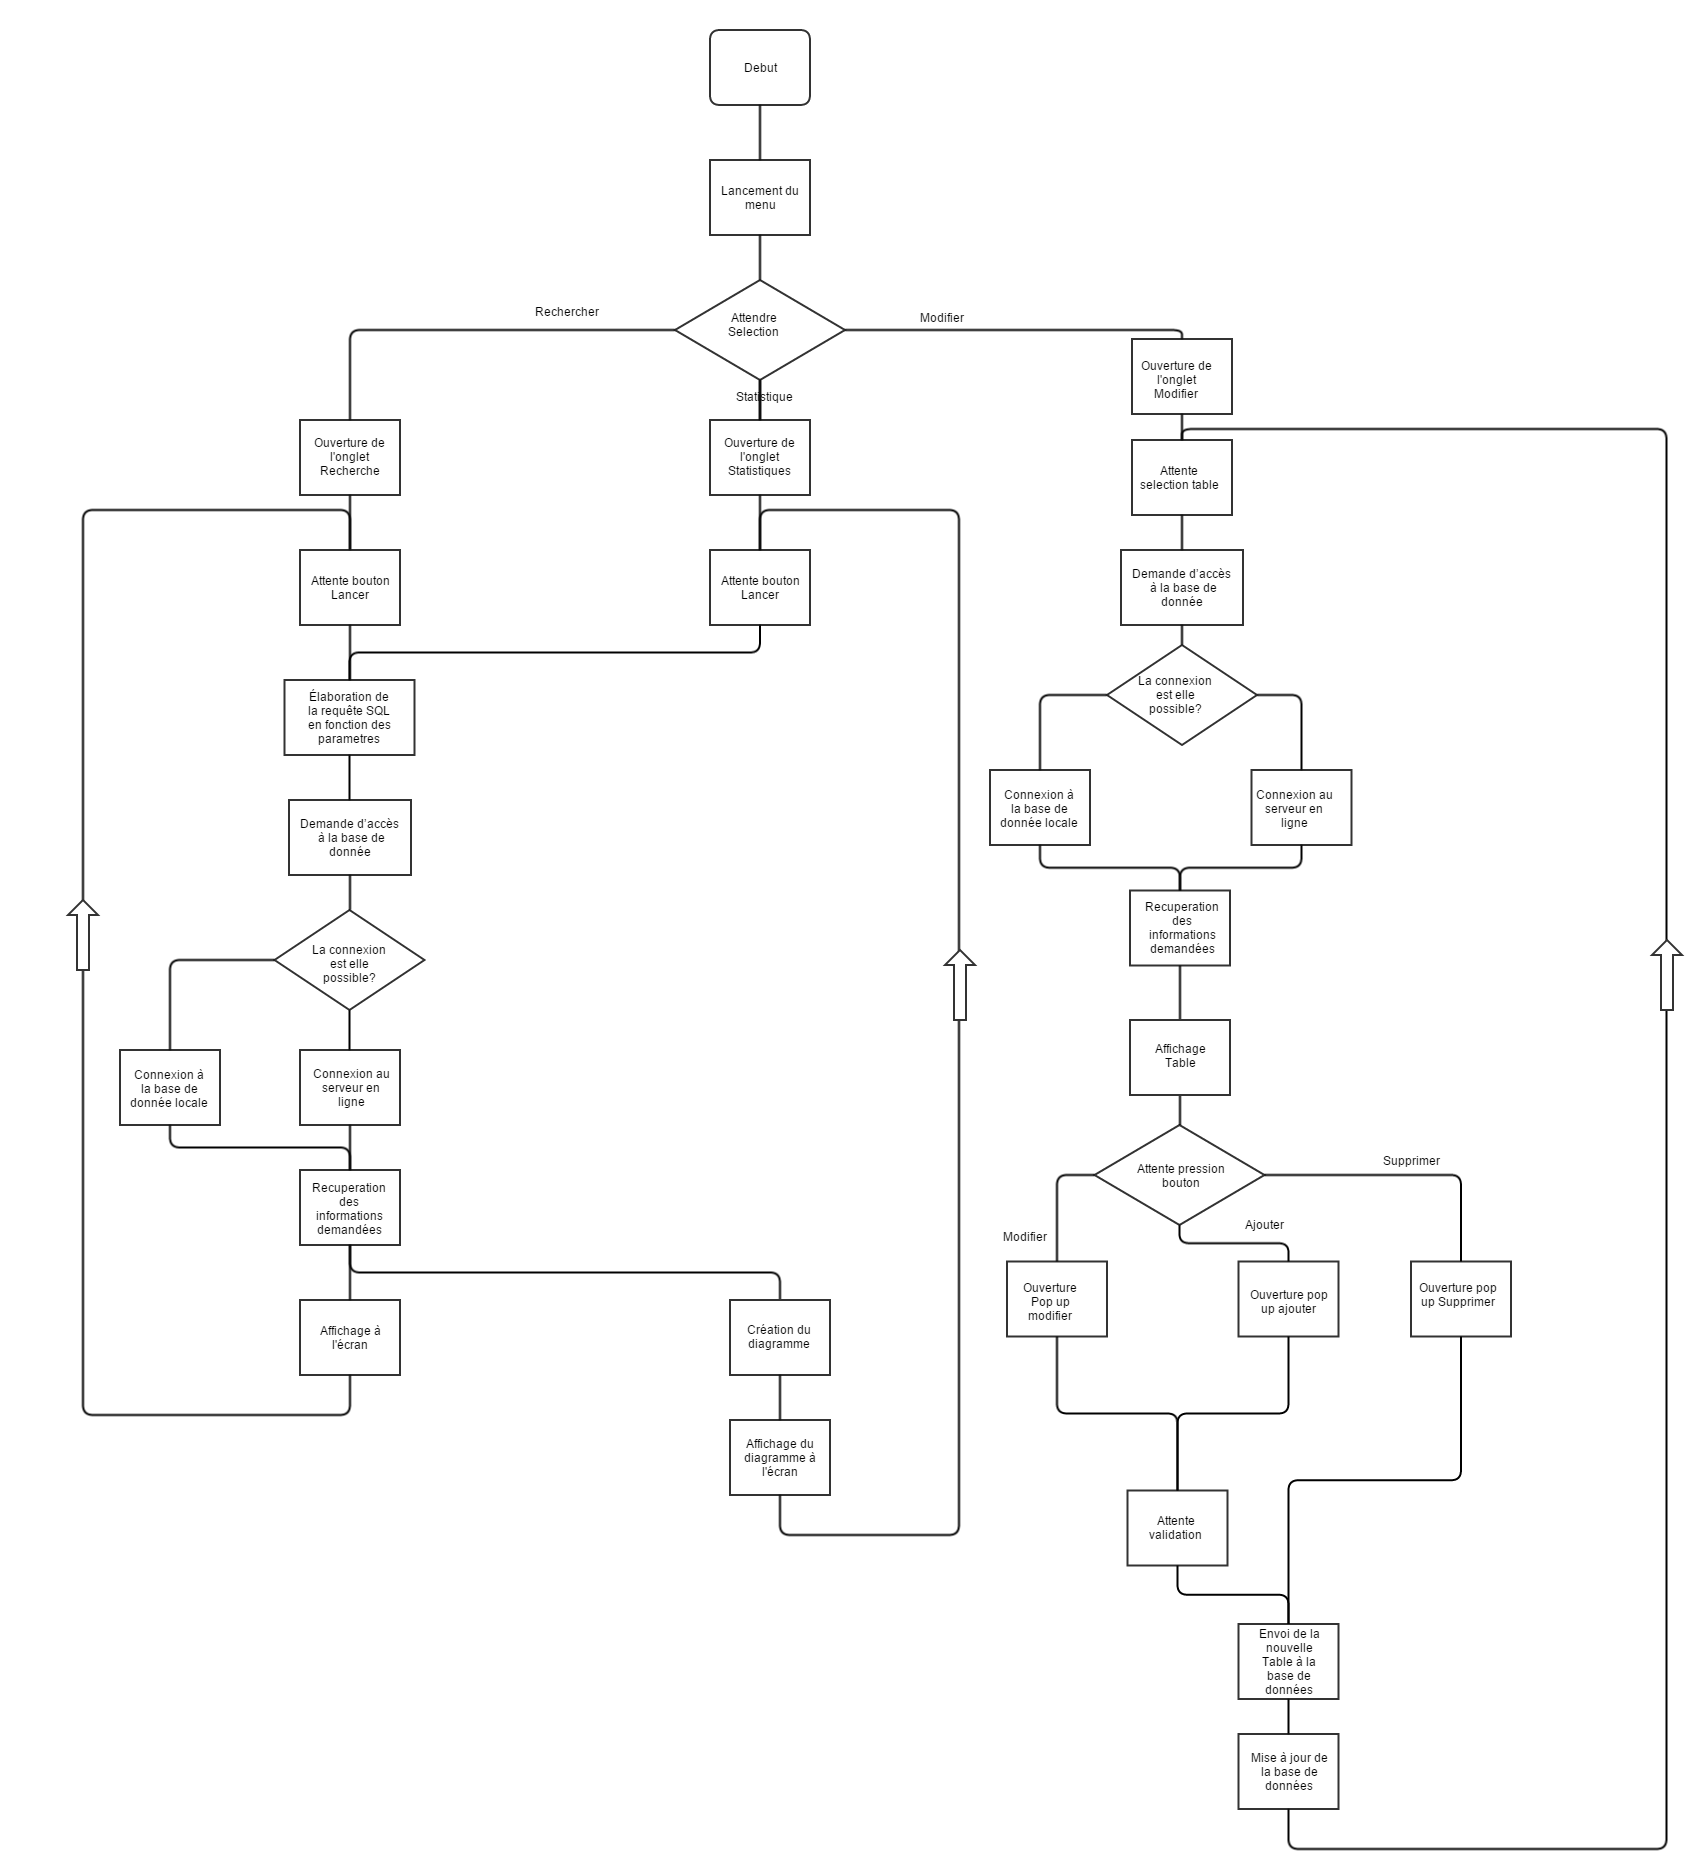 Debut
Lancement du
menu
Attendre
Selection
Rechercher
Modifier
Statistique
Ouverture de
l'onglet
Recherche
Attente bouton
Lancer
Ouverture de
l'onglet
Statistiques
Attente bouton
Lancer
Élaboration de
la requête SQL
en fonction des
parametres
Demande d'accès
à la base de
donnée
La connexion
est elle
possible?
Connexion à
la base de
donnée locale
Connexion au
serveur en
ligne
Recuperation
des
informations
demandées
Affichage à
l'écran
Création du
diagramme
Affichage du
diagramme à
l'écran
Ouverture de
l'onglet
Modifier
Attente
selection table
Demande d'accès
à la base de
donnée
La connexion
est elle
possible?
Connexion à
la base de
donnée locale
Connexion au
serveur en
ligne
Recuperation
des
informations
demandées
Affichage
Table
Attente pression
bouton
Modifier
Ajouter
Supprimer
Ouverture
Pop up
modifier
Ouverture pop
up ajouter
Ouverture pop
up Supprimer
Attente
validation
Envoi de la
nouvelle
Table à la
base de
données
Mise à jour de
la base de
données